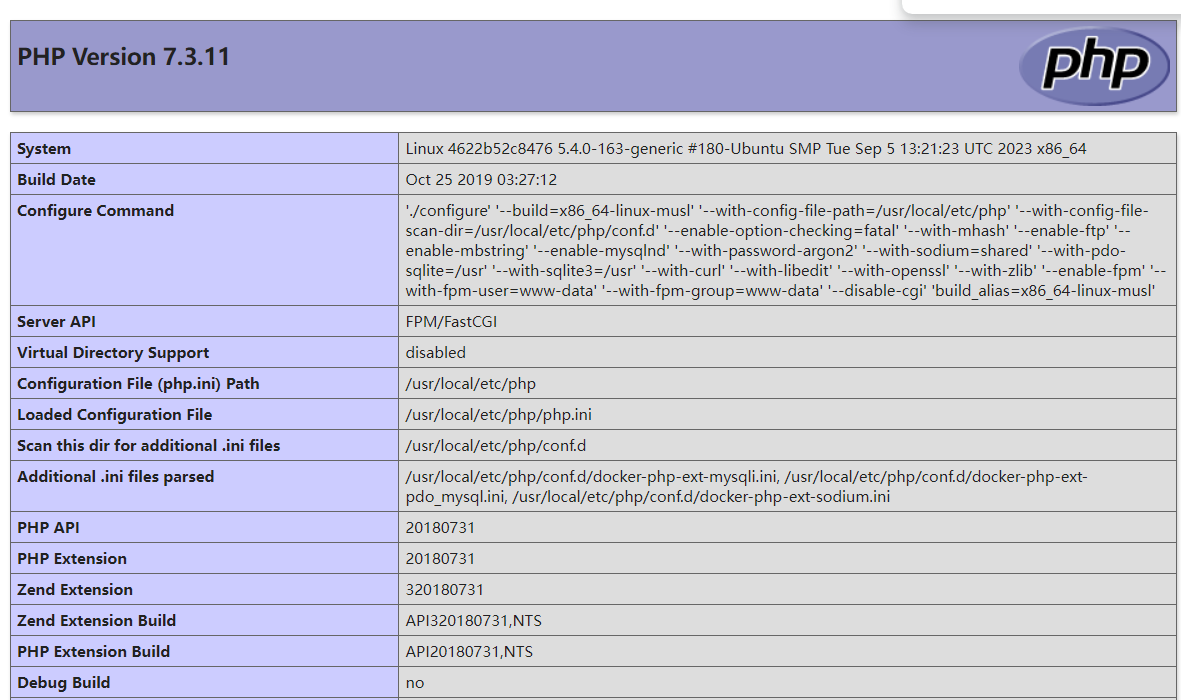 PHP Version 7.3.11
php
System
Linux 4622b52c8476 5.4.0-163-generic #180-Ubuntu SMP Tue Sep 5 13:21:23 UTC 2023 x86_64
Build Date
Oct 25 2019 03:27:12
Configure Command
'./configure' '--build=x86_64-linux-musl' '--with-config-file-path=/usr/local/etc/php' '--with-config-file-
scan-dir=/usr/local/etc/php/conf.d' '--enable-option-checking=fatal' '--with-mhash' '--enable-ftp' '--
enable-mbstring' '--enable-mysqlnd' '--with-password-argon2' '--with-sodium=shared' '--with-pdo-
sqlite=/usr' '--with-sqlite3=/usr' '--with-curl' '--with-libedit' '--with-openssl' '--with-zlib' '--enable-fpm' '--
with-fpm-user=www-data' '--with-fpm-group=www-data' '--disable-cgi' 'build_alias=x86_64-linux-musl'
Server API
FPM/FastCGI
Virtual Directory Support
disabled
Configuration File (php.ini) Path
/usr/local/etc/php
Loaded Configuration File
/usr/local/etc/php/php.ini
Scan this dir for additional .ini files
/usr/local/etc/php/conf.d
Additional .ini files parsed
/usr/local/etc/php/conf.d/docker-php-ext-mysqli.ini, /usr/local/etc/php/conf.d/docker-php-ext-
pdo_mysql.ini, /usr/local/etc/php/conf.d/docker-php-ext-sodium.ini
PHP API
20180731
PHP Extension
20180731
Zend Extension
320180731
Zend Extension Build
API320180731,NTS
PHP Extension Build
API20180731,NTS
Debug Build
no